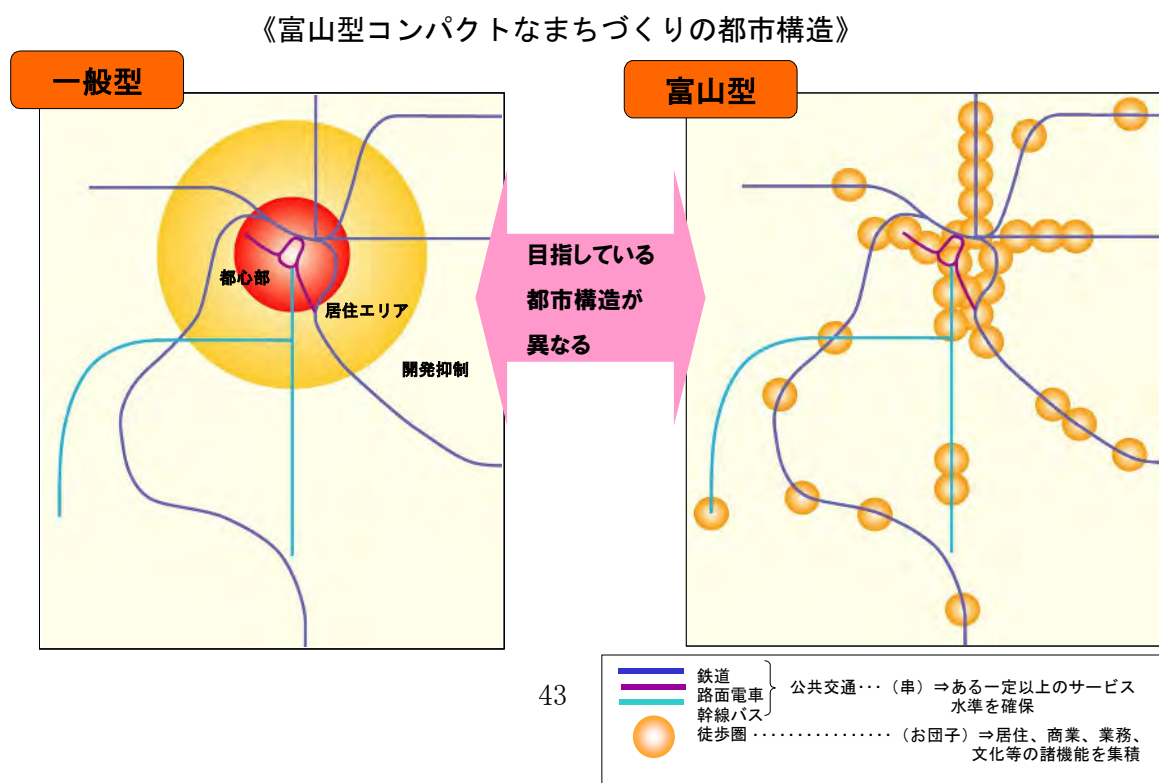 《富山型コンパクトなまちづくりの都市構造》
一般型
富山型
都心部
居住エリア
開発抑制
目指している
都市構造が
異なる
43
鉄道
路面電車
幹線バス
公共交通･･･（串）⇒ある一定以上のサービス
水準を確保
徒歩圏 ････････････････（お団子）⇒居住、商業、業務、
文化等の諸機能を集積